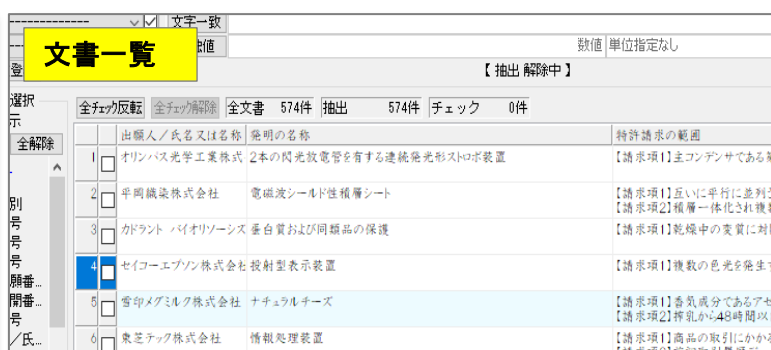 文字一致
文書一覧
数値 単位指定なし
【 抽出 解除中 】
選択
全チェック反転 全チェック解除 全文書 574件 抽出 574件 チェック 0件
示
全解除
出願人/氏名又は名称 発明の名称 特許請求の範囲
1 オリンパス光学工業株式 2本の閃光放電管を有する連続発光形ストロボ装置 【請求項1】主コンデンサである
2 平岡織染株式会社 電磁波シールド性積層シート 【請求項1】互いに平行に並列
【請求項2】積層一体化され複
別
号
3 カドラント バイオリソーシズ 蛋白質および同類品の保護 【請求項1】乾燥中の変質に対
号
号
4 セイコーエプソン株式会社 投射型表示装置 【請求項1】複数の色光を発生
願番...
開番...
5 雪印メグミルク株式会社 ナチュラルチーズ 【請求項1】香気成分であるアセ
【請求項2】搾乳から48時間以
号
/氏...
6 東芝テック株式会社 情報処理装置 【請求項1】商品の取引にかか